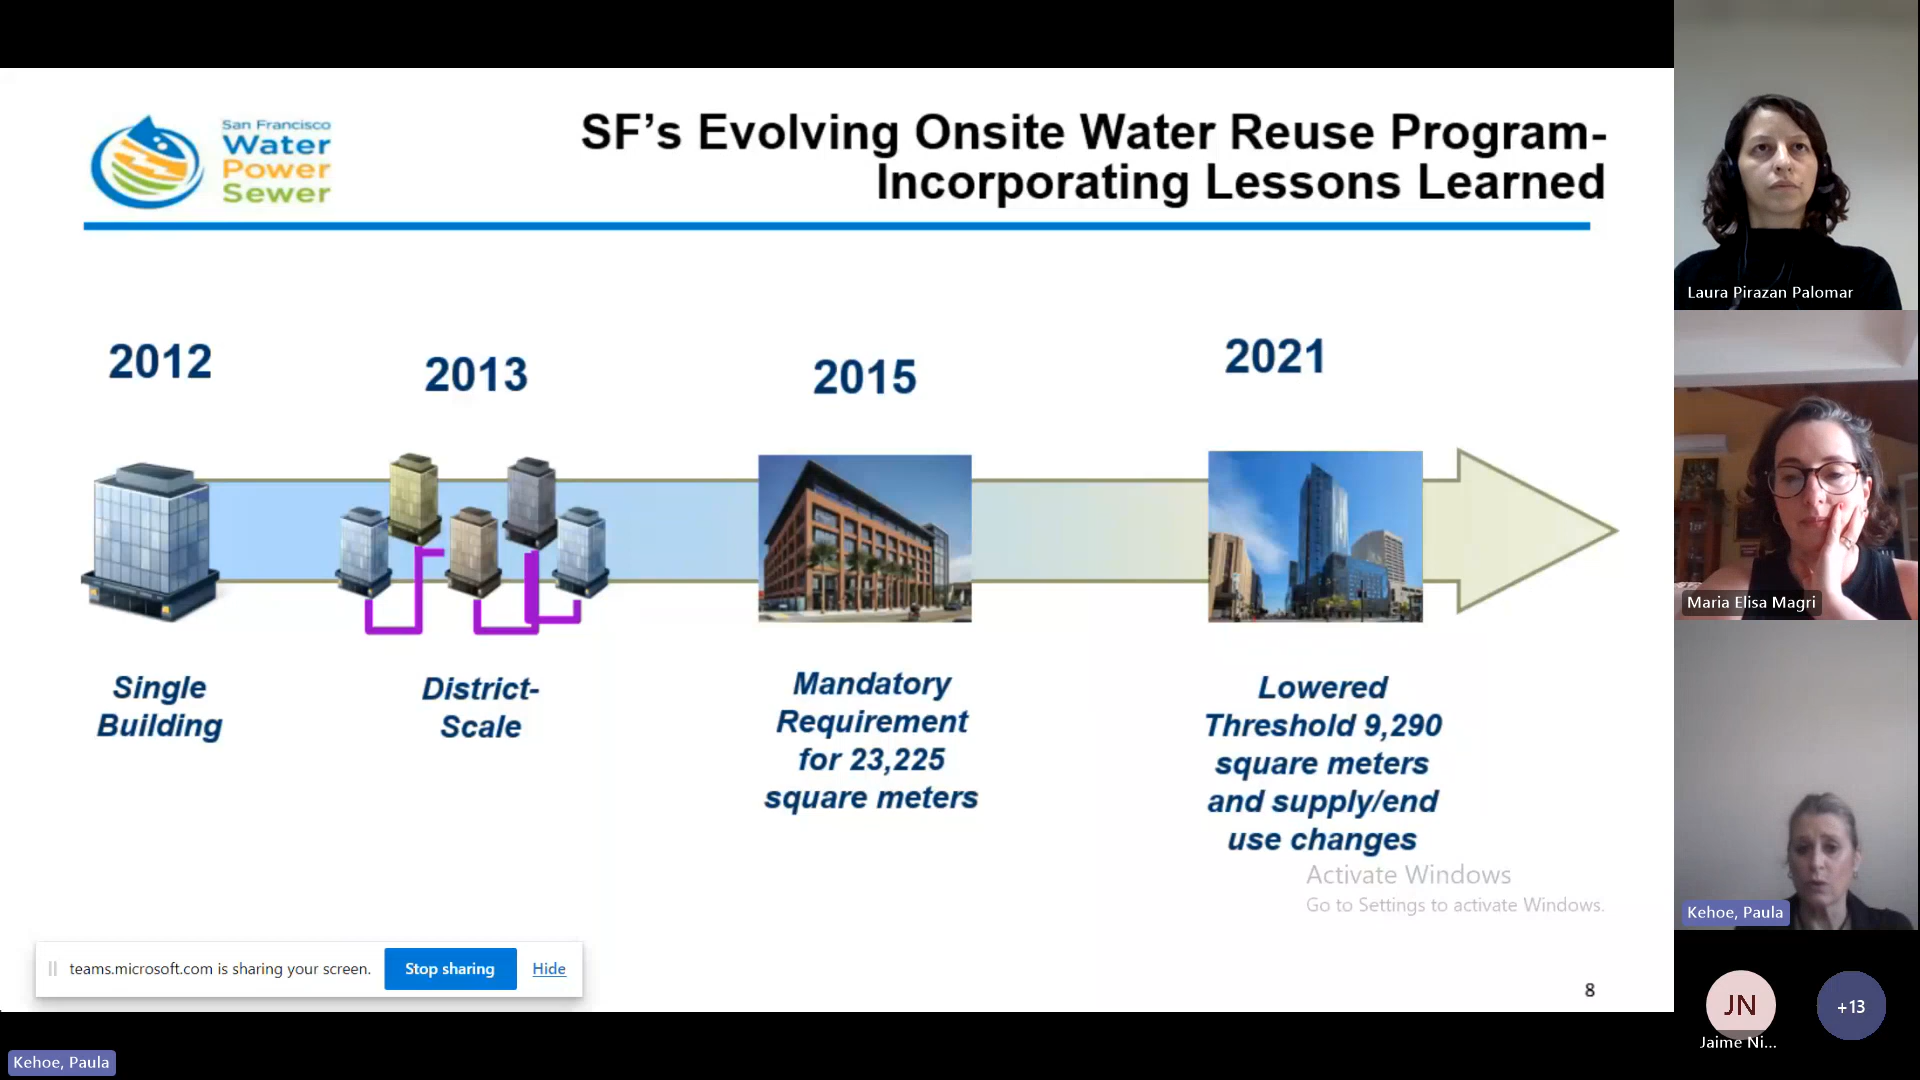 San Francisco
Water
Power
Sewer
SF's Evolving Onsite Water Reuse Program-
Incorporating Lessons Learned
2012
2013
2015
2021
Single
Building
District-
Scale
Mandatory
Requirement
for 23,225
square meters
Lowered
Threshold 9,290
square meters
and supply/end
use changes
Activate Windows
Go to Settings to activate Windows.
teams.microsoft.com is sharing your screen.
Stop sharing
Hide
8
Kehoe, Paula
Laura Pirazan Palomar
Maria Elisa Magri
Kehoe, Paula
JN
Jaime Ni...
+13